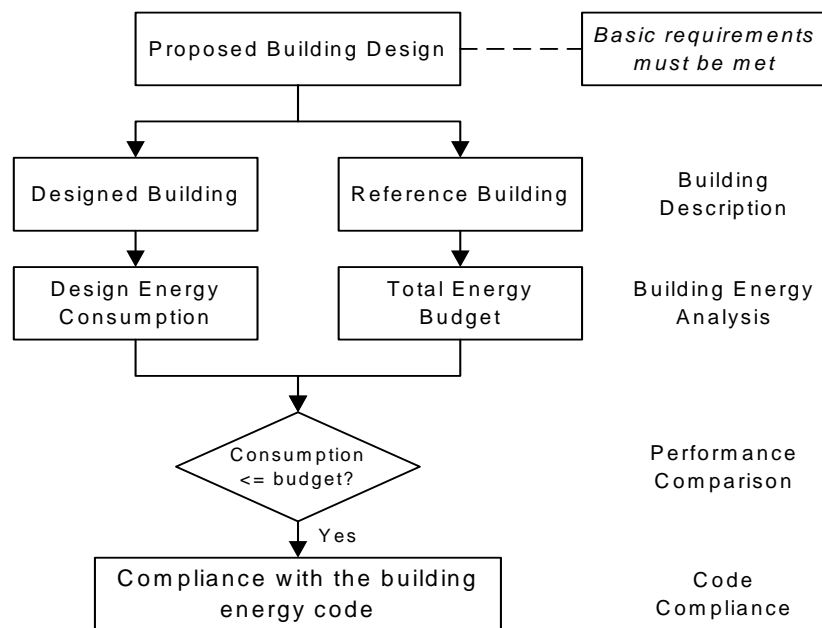 Proposed Building Design
Basic requirements
must be met
Designed Building
Reference Building
Building
Description
Design Energy
Consumption
Total Energy
Budget
Building Energy
Analysis
Consumption
<= budget?
Performance
Comparison
Yes
Compliance with the building
energy code
Code
Compliance